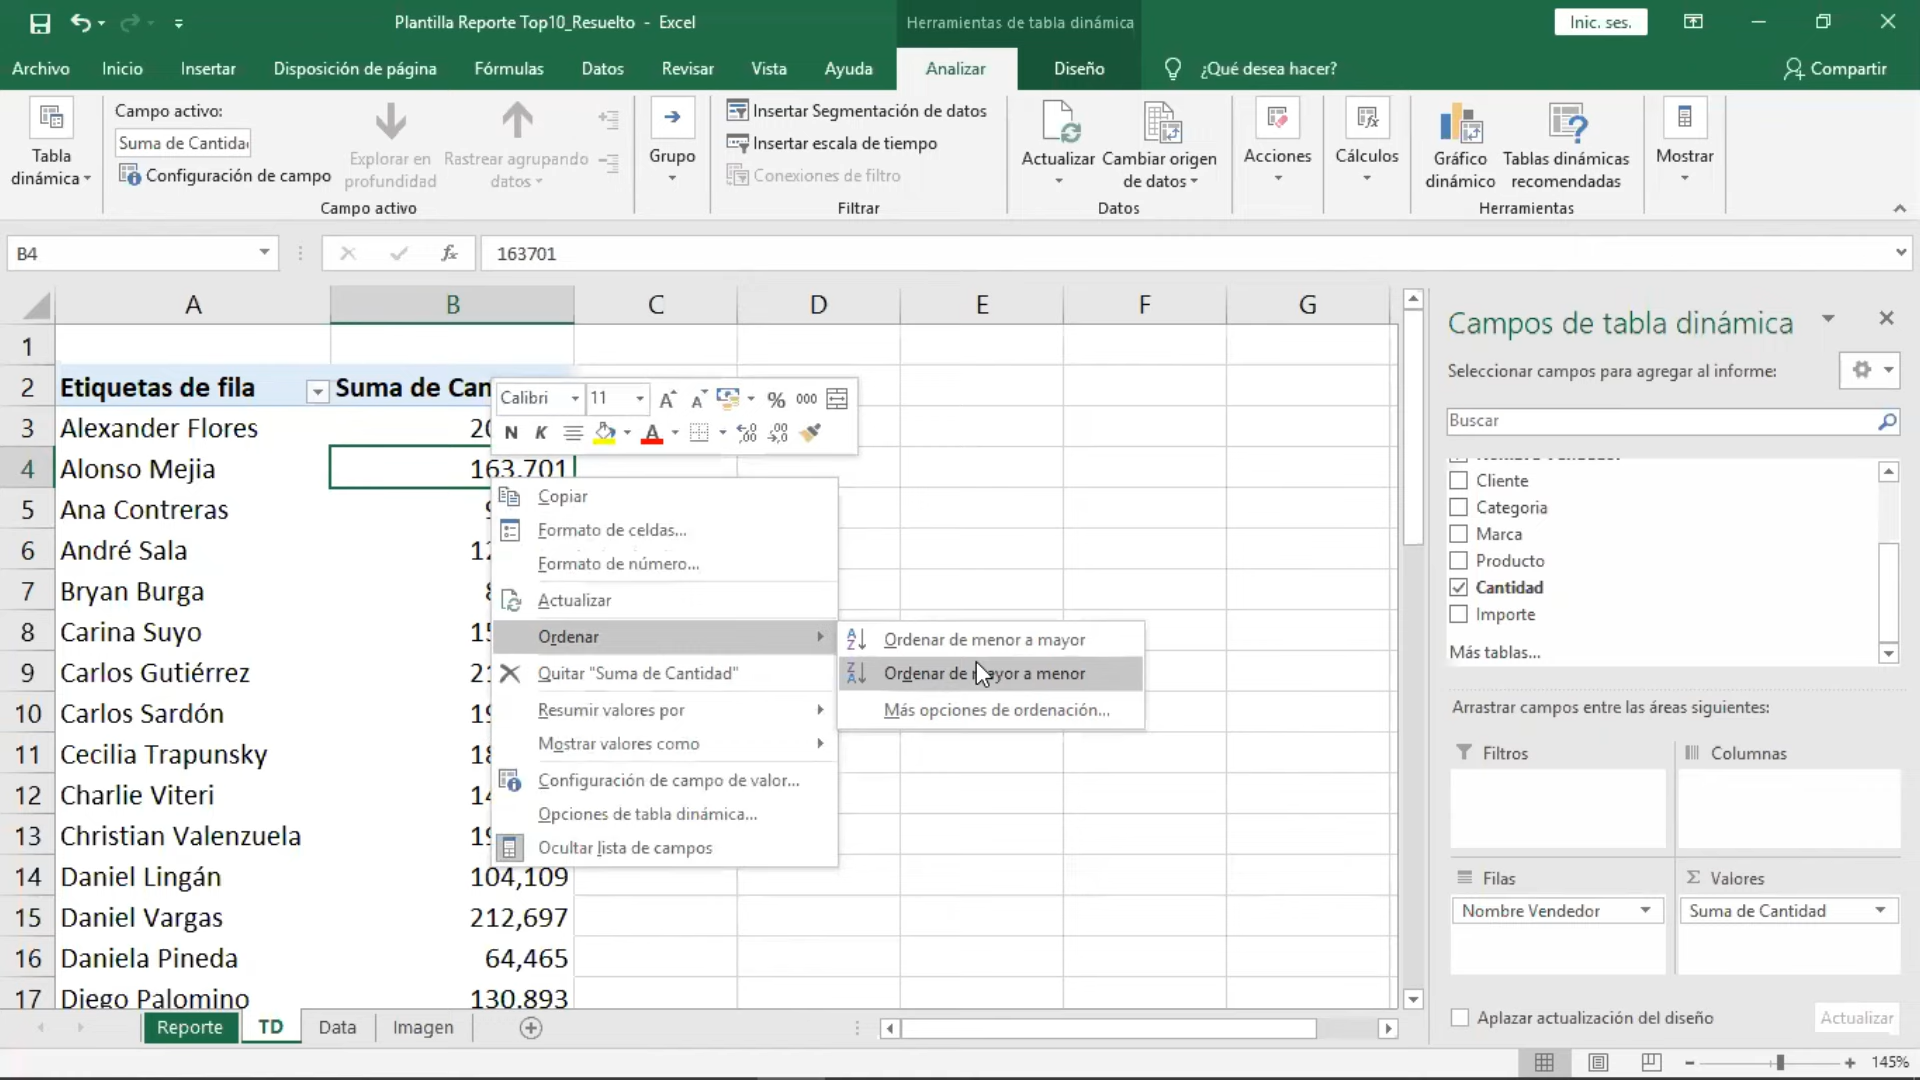 Plantilla Reporte Top10_Resuelto - Excel
Herramientas de tabla dinámica
Inic. ses.
Archivo Inicio Insertar Disposición de página Fórmulas Datos Revisar Vista Ayuda Analizar Diseño ¿Qué desea hacer? Compartir
Tabla dinámica
Campo activo:
Suma de Cantida
Configuración de campo
Explorar en profundidad
Rastrear agrupando datos
Campo activo
Grupo
Insertar Segmentación de datos
Insertar escala de tiempo
Conexiones de filtro
Filtrar
Actualizar
Cambiar origen de datos
Datos
Acciones
Cálculos
Gráfico dinámico
Tablas dinámicas recomendadas
Herramientas
Mostrar
B4
fx
163701
A B C D E F G
1
2 Etiquetas de fila Suma de Can
3 Alexander Flores 20
4 Alonso Mejia 163,701
5 Ana Contreras
6 André Sala 12
7 Bryan Burga
8 Carina Suyo 15
9 Carlos Gutiérrez 21
10 Carlos Sardón 19
11 Cecilia Trapunsky 18
12 Charlie Viteri 14
13 Christian Valenzuela 19
14 Daniel Lingán 104,109
15 Daniel Vargas 212,697
16 Daniela Pineda 64,465
17 Diego Palomino 130,893
Calibri 11 A A % 000
N K A
Copiar
Formato de celdas...
Formato de número...
Actualizar
Ordenar
Quitar "Suma de Cantidad"
Resumir valores por
Mostrar valores como
Configuración de campo de valor...
Opciones de tabla dinámica...
Ocultar lista de campos
Ordenar de menor a mayor
Ordenar de mayor a menor
Más opciones de ordenación...
Campos de tabla dinámica
Seleccionar campos para agregar al informe:
Buscar
Cliente
Categoria
Marca
Producto
Cantidad
Importe
Más tablas...
Arrastrar campos entre las áreas siguientes:
Filtros
Columnas
Filas
Σ Valores
Nombre Vendedor
Suma de Cantidad
Aplazar actualización del diseño
Actualizar
Reporte TD Data Imagen
145%